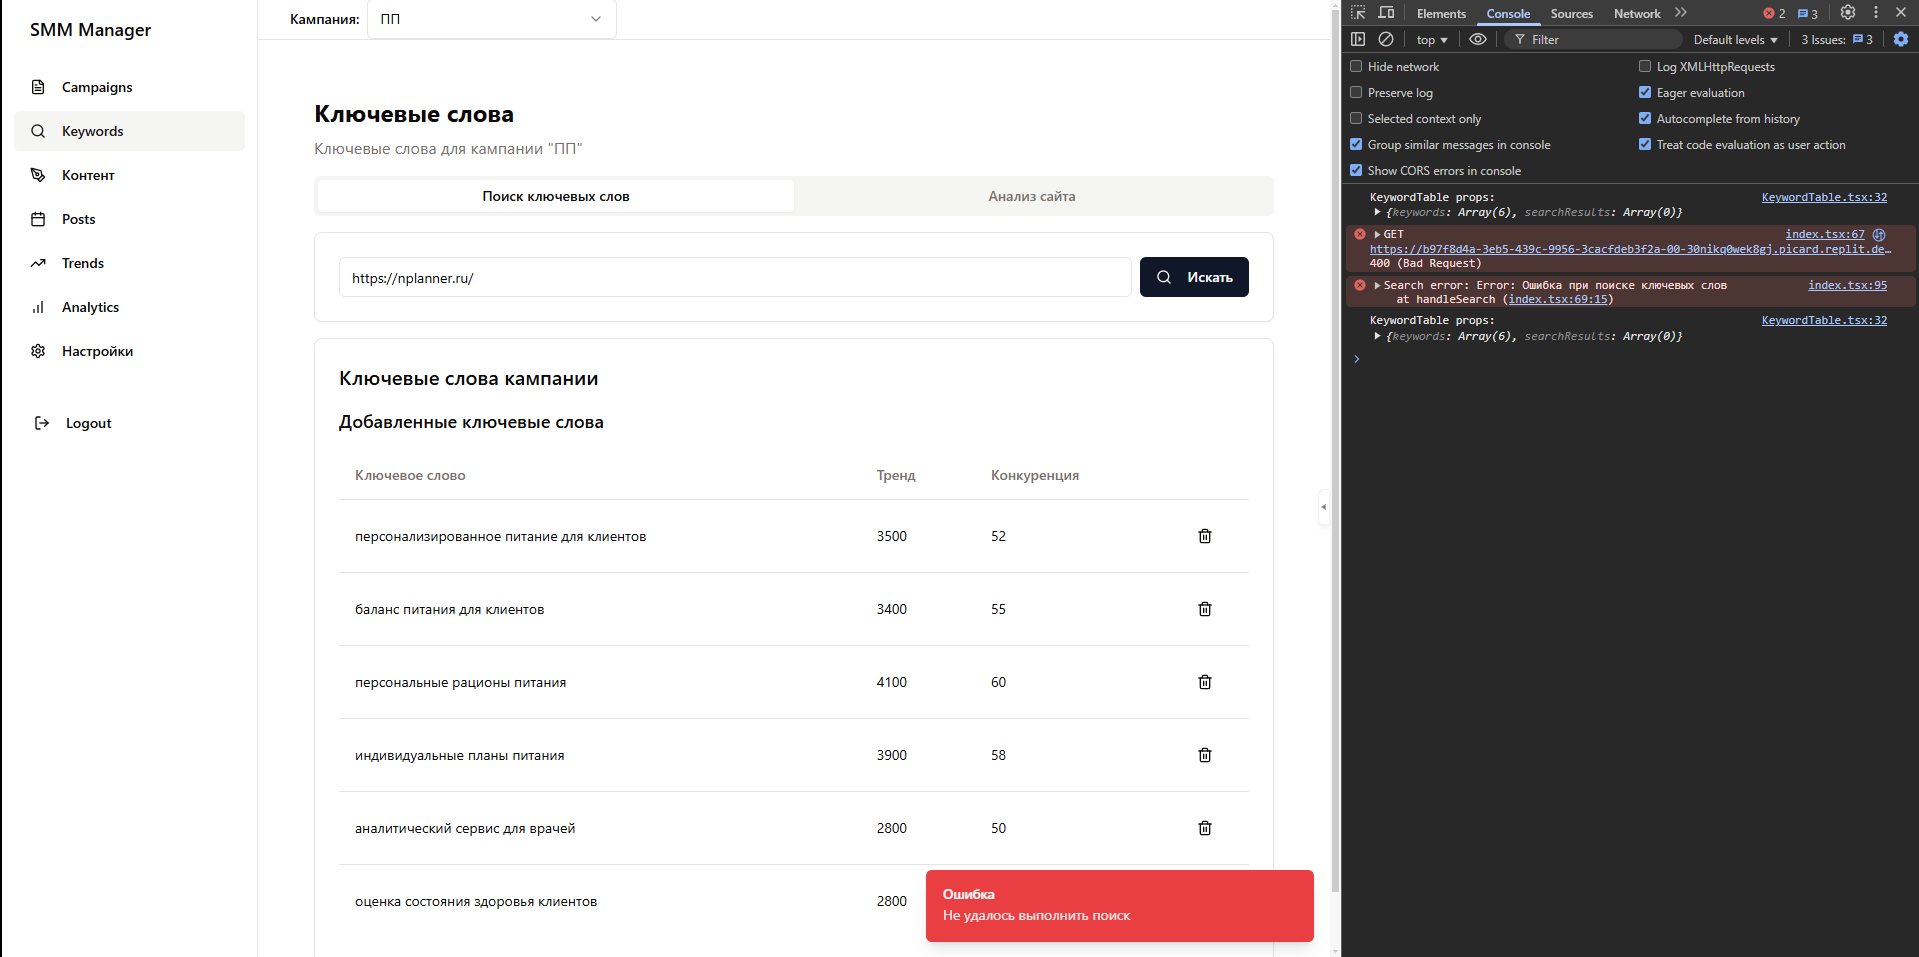 SMM Manager
Campaigns
Keywords
Контент
Posts
Trends
Analytics
Настройки
Logout
Кампания:
ПП
Ключевые слова
Ключевые слова для кампании "ПП"
Поиск ключевых слов
Анализ сайта
https://nplanner.ru/
Искать
Ключевые слова кампании
Добавленные ключевые слова
Ключевое слово Тренд Конкуренция
персонализированное питание для клиентов 3500 52
баланс питания для клиентов 3400 55
персональные рационы питания 4100 60
индивидуальные планы питания 3900 58
аналитический сервис для врачей 2800 50
оценка состояния здоровья клиентов 2800
Ошибка
Не удалось выполнить поиск
Elements Console Sources Network 2 3
top Filter Default levels 3 Issues: 3
Hide network
Log XMLHttpRequests
Preserve log
Eager evaluation
Selected context only
Autocomplete from history
Group similar messages in console
Treat code evaluation as user action
Show CORS errors in console
KeywordTable props: KeywordTable.tsx:32
{keywords: Array(6), searchResults: Array(0)}
GET index.tsx:67
https://b97f8d4a-3eb5-439c-9956-3cacfdeb3f2a-00-30nikq0wek8gj.picard.replit.de…
400 (Bad Request)
Search error: Error: Ошибка при поиске ключевых слов index.tsx:95
at handleSearch (index.tsx:69:15)
KeywordTable props: KeywordTable.tsx:32
{keywords: Array(6), searchResults: Array(0)}